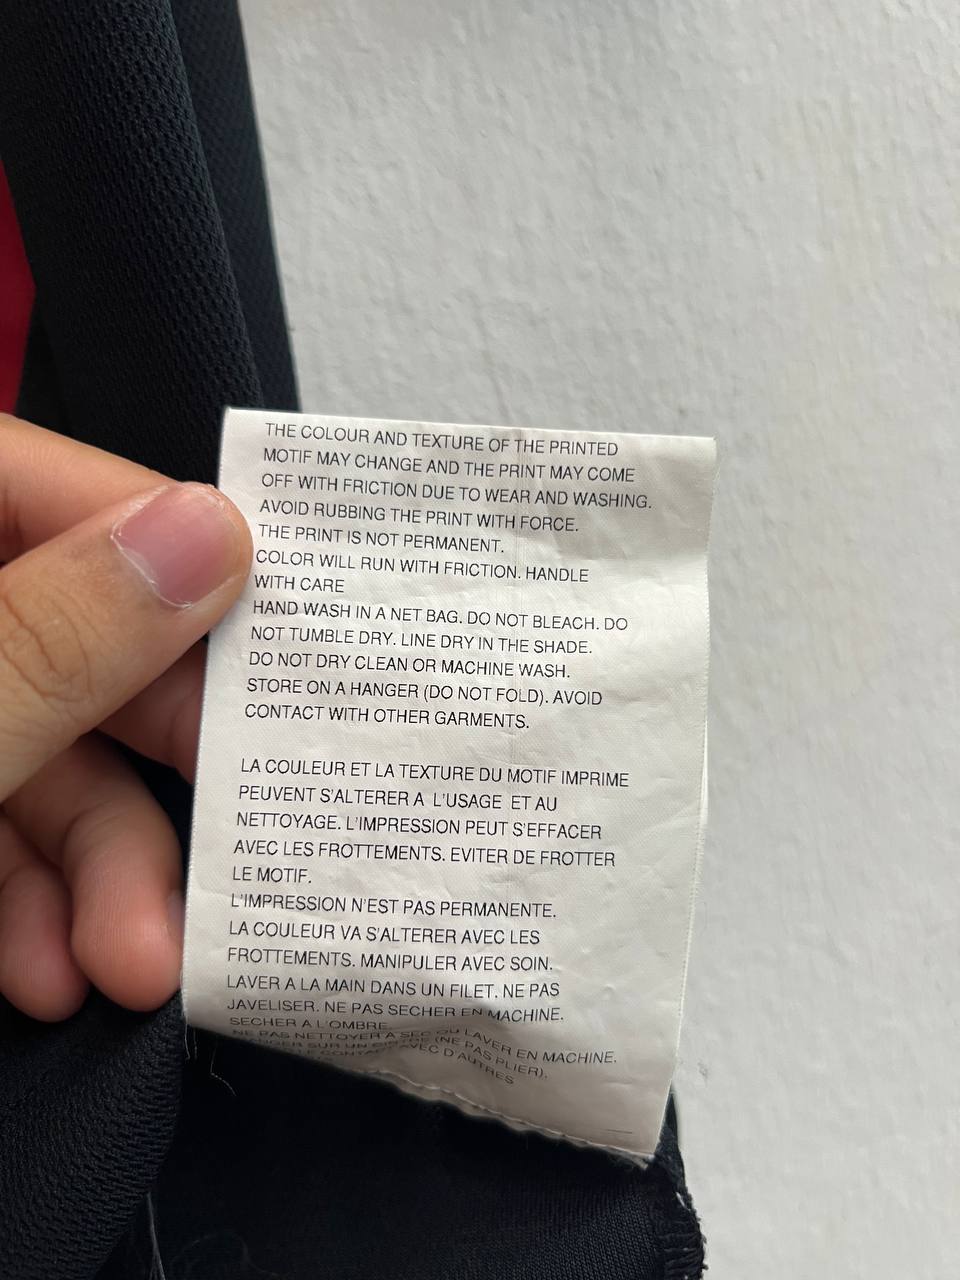 THE COLOUR AND TEXTURE OF THE PRINTED
MOTIF MAY CHANGE AND THE PRINT MAY COME
OFF WITH FRICTION DUE TO WEAR AND WASHING.
AVOID RUBBING THE PRINT WITH FORCE.
THE PRINT IS NOT PERMANENT.
COLOR WILL RUN WITH FRICTION. HANDLE
WITH CARE
HAND WASH IN A NET BAG. DO NOT BLEACH. DO
NOT TUMBLE DRY. LINE DRY IN THE SHADE.
DO NOT DRY CLEAN OR MACHINE WASH.
STORE ON A HANGER (DO NOT FOLD). AVOID
CONTACT WITH OTHER GARMENTS.
LA COULEUR ET LA TEXTURE DU MOTIF IMPRIME
PEUVENT S'ALTERER A L'USAGE ET AU
NETTOYAGE. L'IMPRESSION PEUT S'EFFACER
AVEC LES FROTTEMENTS. EVITER DE FROTTER
LE MOTIF.
L'IMPRESSION N'EST PAS PERMANENTE.
LA COULEUR VA S'ALTERER AVEC LES
FROTTEMENTS. MANIPULER AVEC SOIN.
LAVER A LA MAIN DANS UN FILET. NE PAS
JAVELISER. NE PAS SECHER EN MACHINE.
SECHER A L'OMBRE.
NE PAS NETTOYER A SEC OU LAVER EN MACHINE.
SUR UN CINTRE (NE PAS PLIER).
CONTACT AVEC D'AUTRES